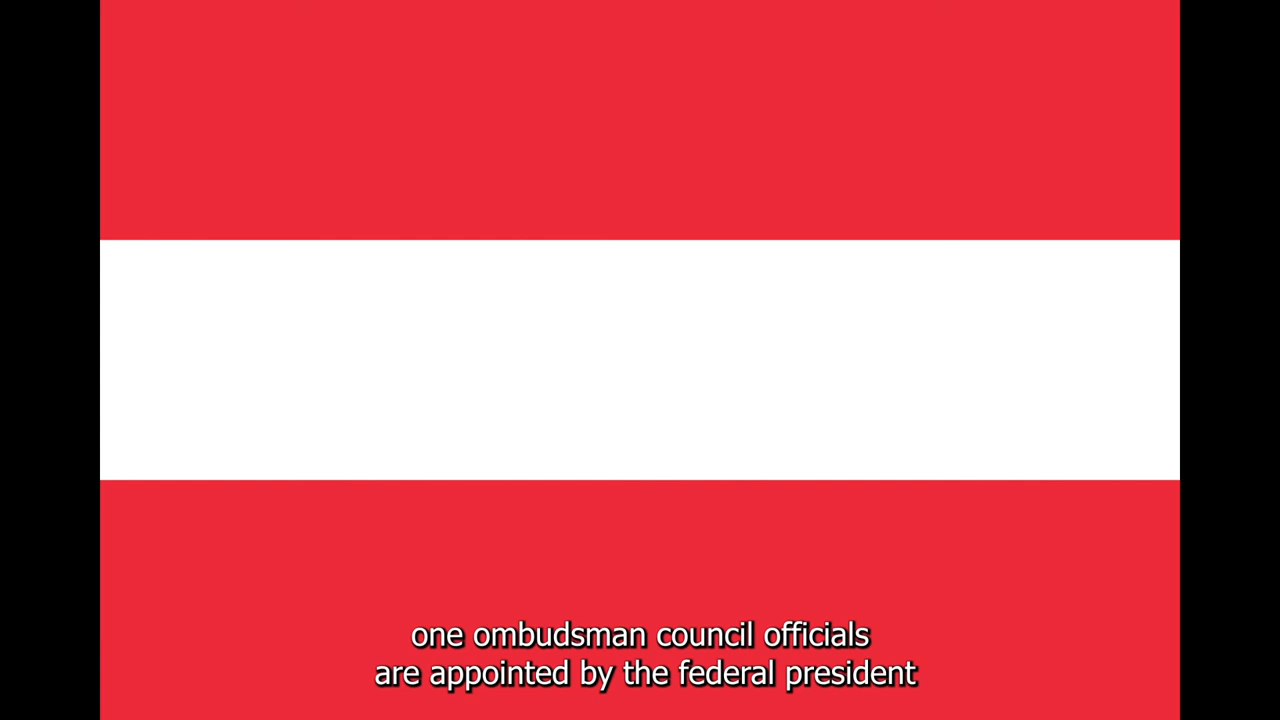 one ombudsman council officials
are appointed by the federal president